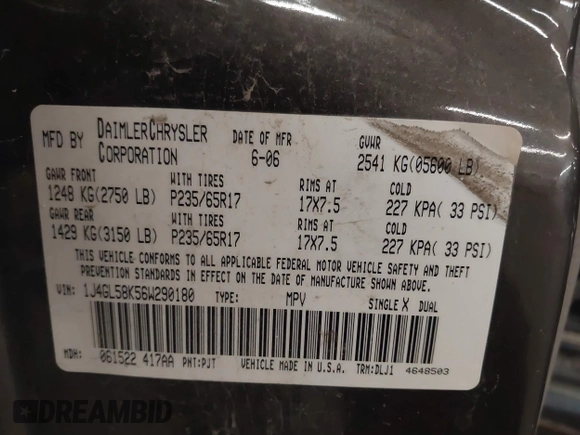 MFD BY DAIMLERCHRYSLER CORPORATION DATE OF MFR 6-06 GVWR 2541 KG(05600 LB)
GAWR FRONT WITH TIRES RIMS AT COLD
1248 KG(2750 LB) P235/65R17 17X7.5 227 KPA( 33 PSI)
GAWR REAR WITH TIRES RIMS AT COLD
1429 KG(3150 LB) P235/65R17 17X7.5 227 KPA( 33 PSI)
THIS VEHICLE CONFORMS TO ALL APPLICABLE FEDERAL MOTOR VEHICLE SAFETY AND THEFT
PREVENTION STANDARDS IN EFFECT ON THE DATE OF MANUFACTURE SHOWN ABOVE.
VIN: 1J4GL58K56W290180 TYPE: MPV SINGLE X DUAL
MDH: 061522 417AA PNT:PJT VEHICLE MADE IN U.S.A. TRM:DLJ1 4648503
DREAMBID